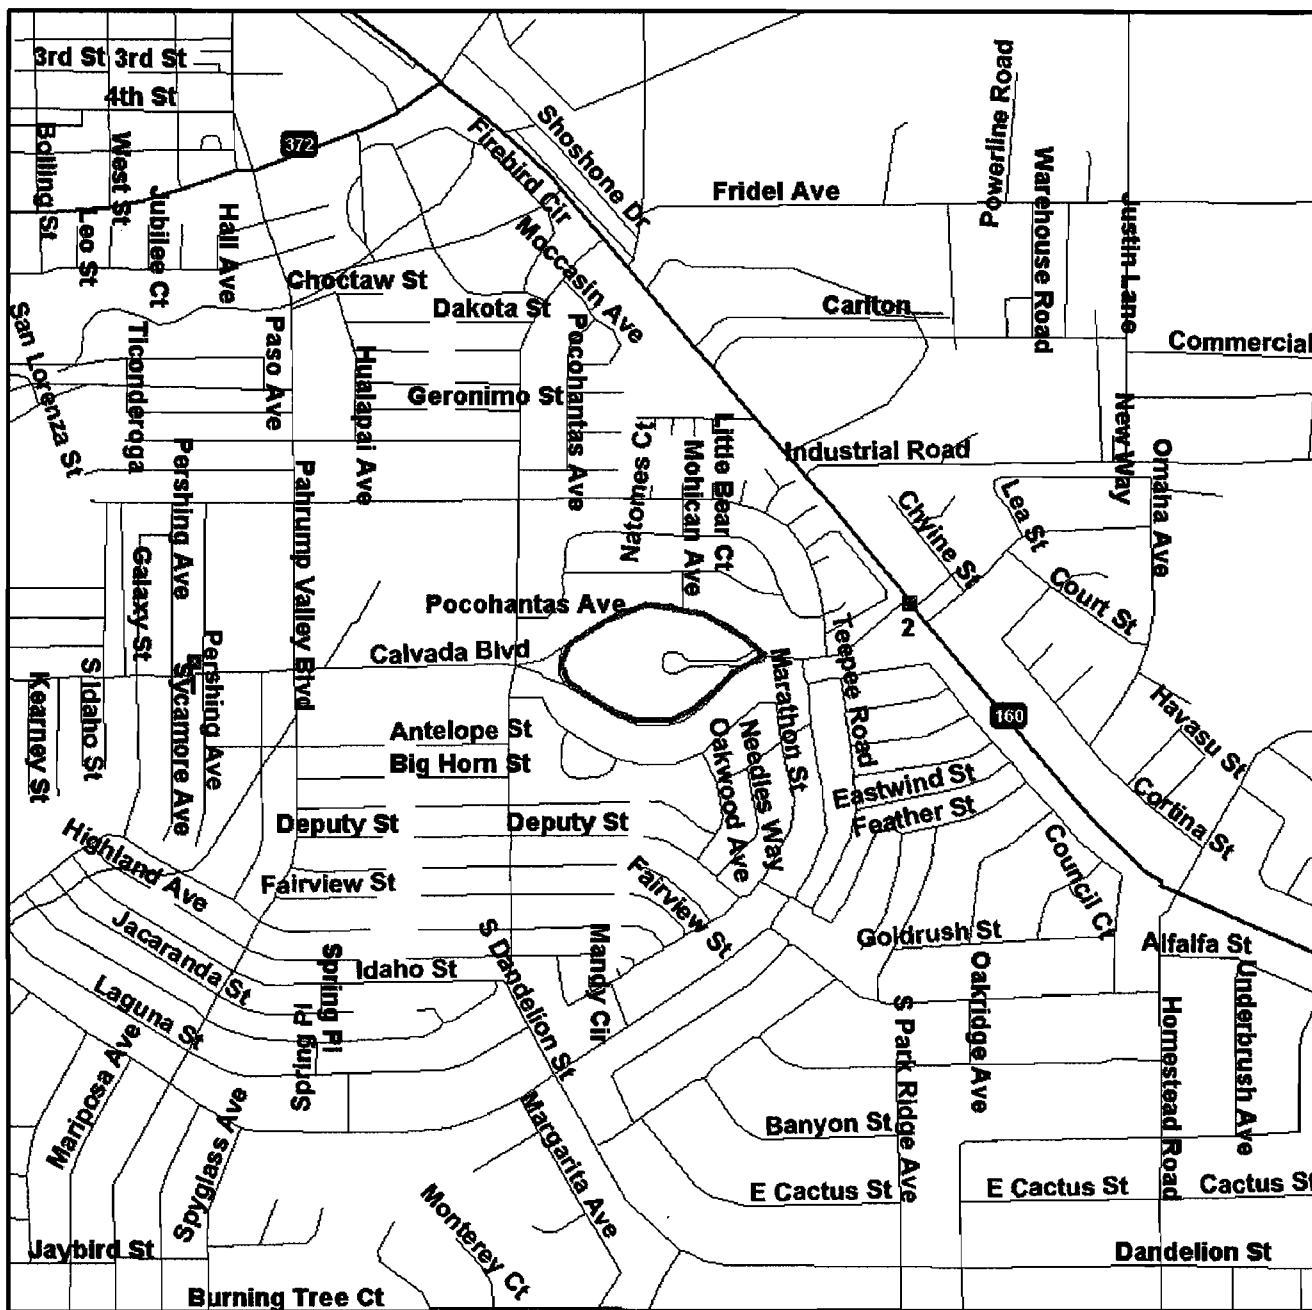 3rd St 3rd St
4th St
372
Bolling St
West St
Leo St
Jubilee Ct
Hall Ave
Firebird Cir
Shoshone Dr
Fridel Ave
Powerline Road
Warehouse Road
Justin Lane
Moccasin Ave
Choctaw St
Dakota St
Carlton
Commercial
San Lorenza St
Ticonderoga
Paso Ave
Hualapai Ave
Pocohantas Ave
Geronimo St
Natomes Ct
Mohican Ave
Little Bear Ct
Industrial Road
New Way
Omaha Ave
Pershing Ave
Pahrump Valley Blvd
Chwine St
Lea St
Court St
Galaxy St
Pocohantas Ave
2
Calvada Blvd
Teepee Road
Pershing Ave
Sycamore Ave
S Idaho St
Kearney St
Marathon St
Havasu St
160
Antelope St
Big Horn St
Oakwood Ave
Needles Way
Eastwind St
Feather St
Cortina St
Deputy St
Deputy St
Highland Ave
Fairview St
Fairview St
Council Ct
Jacaranda St
Goldrush St
Alfalfa St
Idaho St
S Dandelion St
Mandy Cir
Spring Pl
Spring Pl
Laguna St
Oakridge Ave
S Park Ridge Ave
Homestead Road
Underbrush Ave
Mariposa Ave
Spyglass Ave
Margarita Ave
Banyon St
E Cactus St
E Cactus St
Cactus St
Monterey Ct
Jaybird St
Dandelion St
Burning Tree Ct